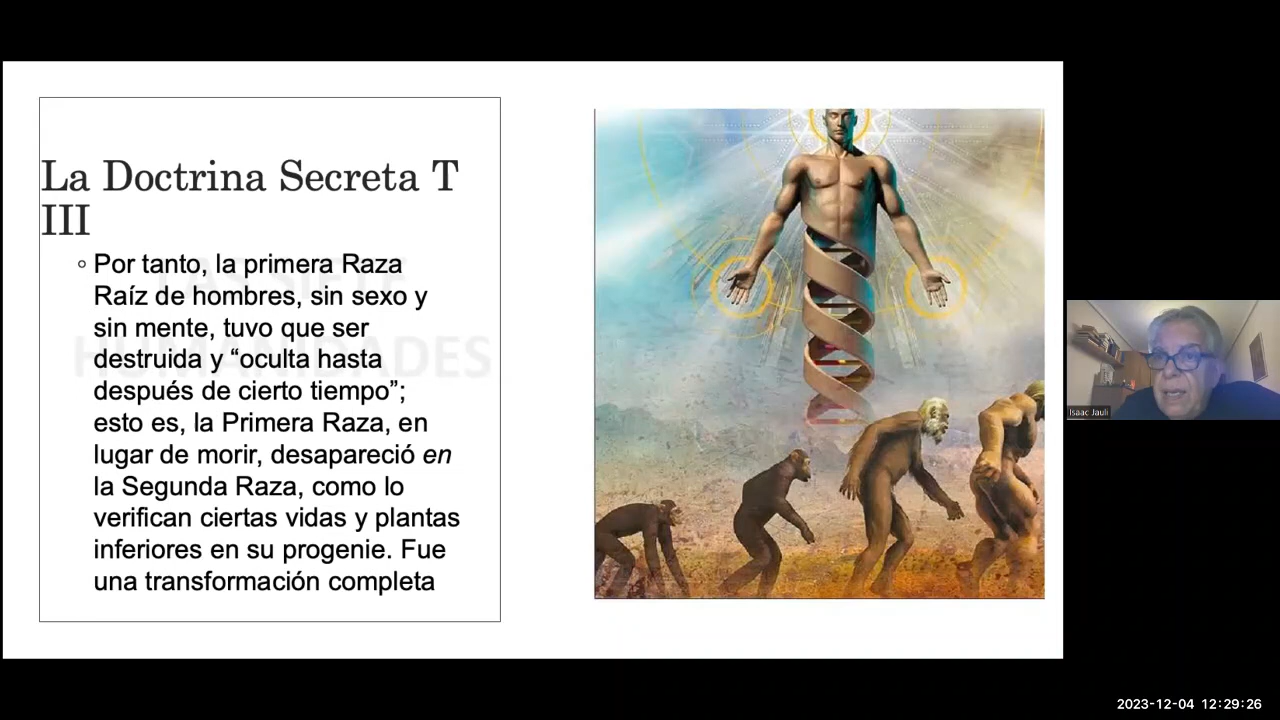 La Doctrina Secreta T
III
◦ Por tanto, la primera Raza
Raíz de hombres, sin sexo y
sin mente, tuvo que ser
destruida y “oculta hasta
después de cierto tiempo”;
esto es, la Primera Raza, en
lugar de morir, desapareció en
la Segunda Raza, como lo
verifican ciertas vidas y plantas
inferiores en su progenie. Fue
una transformación completa
HUMANIDADES
Isaac Jauli
2023-12-04 12:29:26